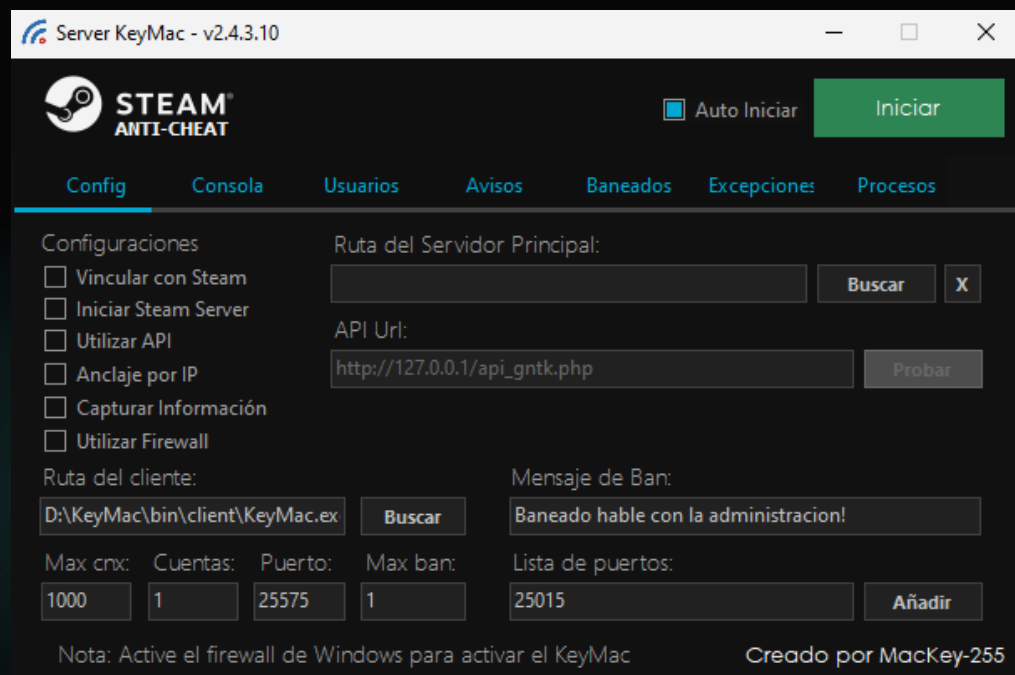 Server KeyMac - v2.4.3.10
STEAM®
ANTI-CHEAT
Auto Iniciar
Iniciar
Config Consola Usuarios Avisos Baneados Excepciones Procesos
Configuraciones
Vincular con Steam
Iniciar Steam Server
Utilizar API
Anclaje por IP
Capturar Información
Utilizar Firewall
Ruta del Servidor Principal:
Buscar X
API Url:
http://127.0.0.1/api_gntk.php Probar
Ruta del cliente:
D:\KeyMac\bin\client\KeyMac.ex Buscar
Mensaje de Ban:
Baneado hable con la administracion!
Max cnx: Cuentas: Puerto: Max ban:
1000 1 25575 1
Lista de puertos:
25015 Añadir
Nota: Active el firewall de Windows para activar el KeyMac
Creado por MacKey-255